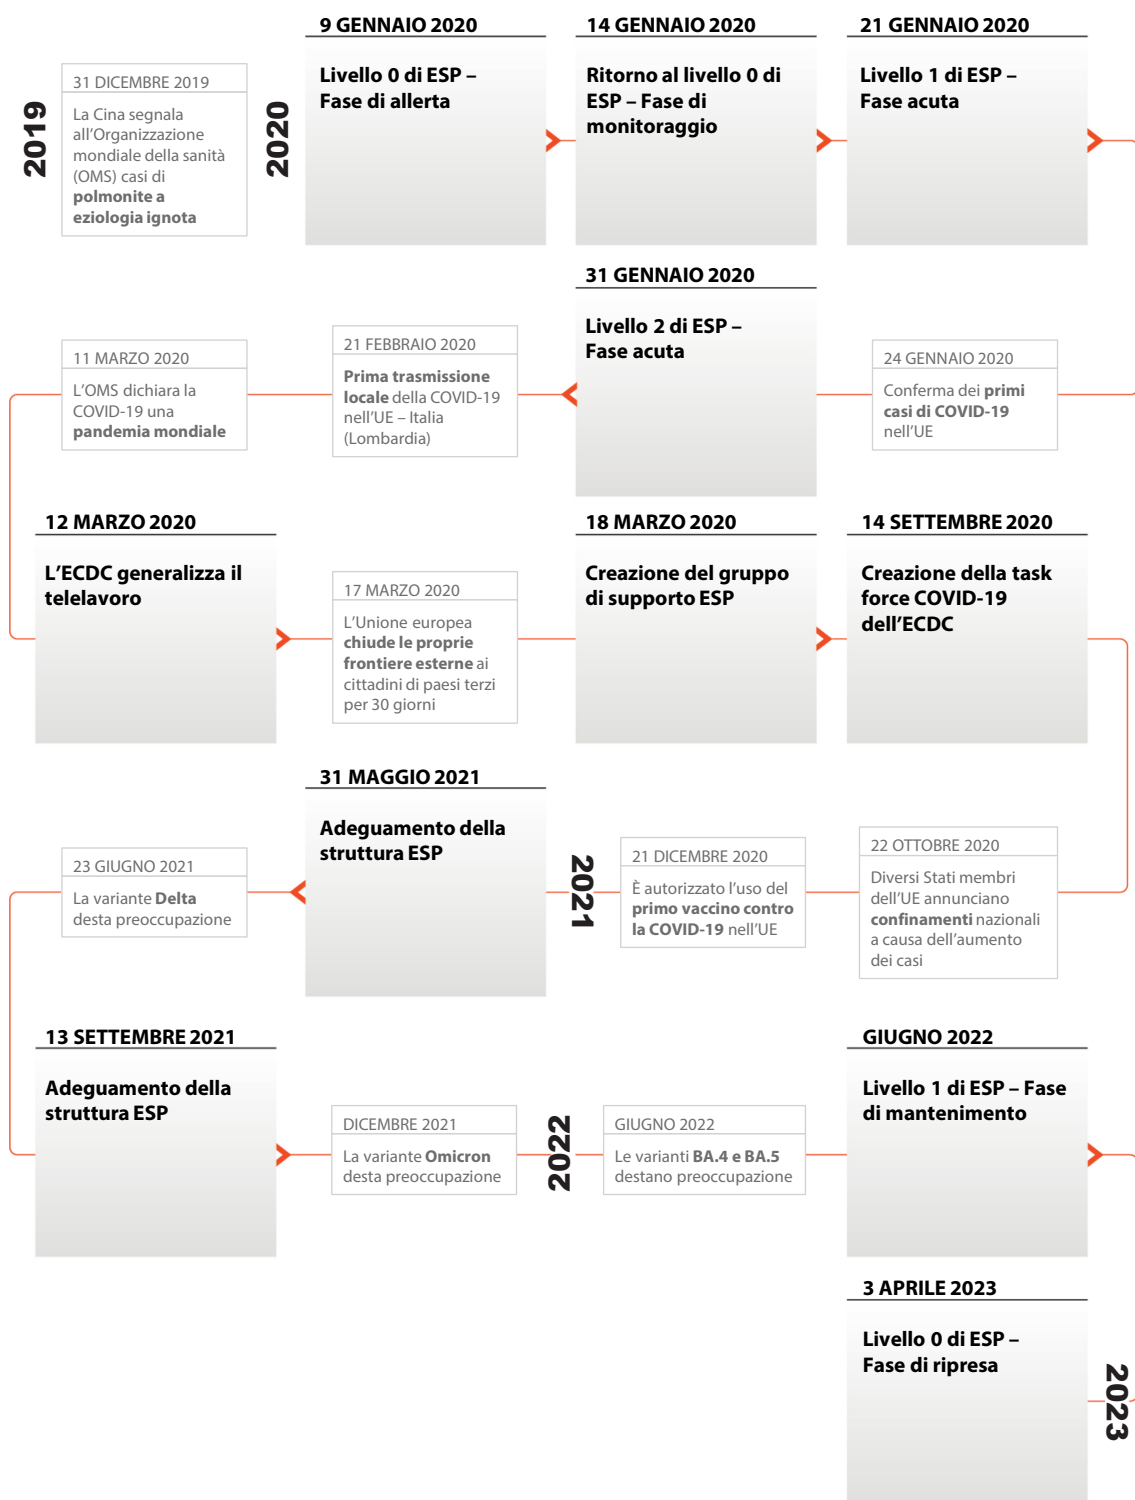 2019
31 DICEMBRE 2019
La Cina segnala
all’Organizzazione
mondiale della sanità
(OMS) casi di
polmonite a
eziologia ignota
2020
9 GENNAIO 2020
Livello 0 di ESP –
Fase di allerta
14 GENNAIO 2020
Ritorno al livello 0 di
ESP – Fase di
monitoraggio
21 GENNAIO 2020
Livello 1 di ESP –
Fase acuta
24 GENNAIO 2020
Conferma dei primi
casi di COVID-19
nell’UE
31 GENNAIO 2020
Livello 2 di ESP –
Fase acuta
21 FEBBRAIO 2020
Prima trasmissione
locale della COVID-19
nell’UE – Italia
(Lombardia)
11 MARZO 2020
L’OMS dichiara la
COVID-19 una
pandemia mondiale
12 MARZO 2020
L’ECDC generalizza il
telelavoro
17 MARZO 2020
L’Unione europea
chiude le proprie
frontiere esterne ai
cittadini di paesi terzi
per 30 giorni
18 MARZO 2020
Creazione del gruppo
di supporto ESP
14 SETTEMBRE 2020
Creazione della task
force COVID-19
dell’ECDC
22 OTTOBRE 2020
Diversi Stati membri
dell’UE annunciano
confinamenti nazionali
a causa dell’aumento
dei casi
21 DICEMBRE 2020
È autorizzato l’uso del
primo vaccino contro
la COVID-19 nell’UE
2021
31 MAGGIO 2021
Adeguamento della
struttura ESP
23 GIUGNO 2021
La variante Delta
desta preoccupazione
13 SETTEMBRE 2021
Adeguamento della
struttura ESP
DICEMBRE 2021
La variante Omicron
desta preoccupazione
2022
GIUGNO 2022
Le varianti BA.4 e BA.5
destano preoccupazione
GIUGNO 2022
Livello 1 di ESP – Fase
di mantenimento
2023
3 APRILE 2023
Livello 0 di ESP –
Fase di ripresa